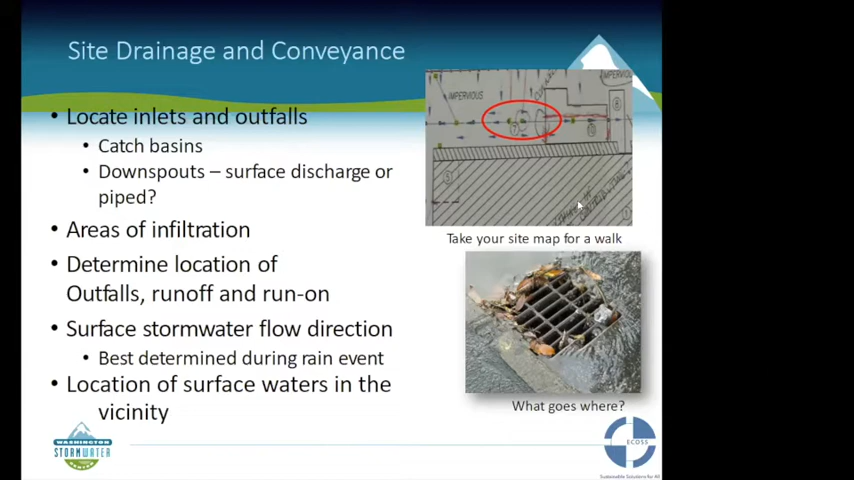 Site Drainage and Conveyance
• Locate inlets and outfalls
• Catch basins
• Downspouts – surface discharge or
piped?
• Areas of infiltration
• Determine location of
Outfalls, runoff and run-on
• Surface stormwater flow direction
• Best determined during rain event
• Location of surface waters in the
vicinity
IMPERVIOUS
IMPERVIOUS
7
10
8
Take your site map for a walk
What goes where?
WASHINGTON
STORMWATER
ECOSS
Sustainable Solutions for All